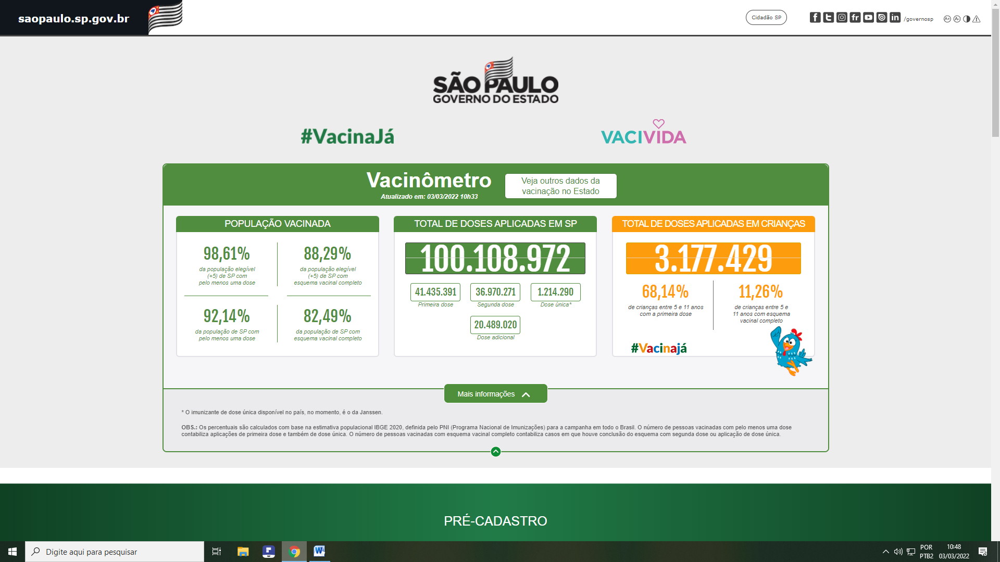 saopaulo.sp.gov.br
Cidadão SP
/governosp
SÃO PAULO
GOVERNO DO ESTADO
#VacinaJá
VACIVIDA
Vacinômetro
Atualizado em: 03/03/2022 10h33
Veja outros dados da
vacinação no Estado
POPULAÇÃO VACINADA
98,61%
da população elegível
(+5) de SP com
pelo menos uma dose
88,29%
da população elegível
(+5) de SP com
esquema vacinal completo
92,14%
da população de SP com
pelo menos uma dose
82,49%
da população de SP com
esquema vacinal completo
TOTAL DE DOSES APLICADAS EM SP
100.108.972
41.435.391
Primeira dose
36.970.271
Segunda dose
1.214.290
Dose única*
20.489.020
Dose adicional
TOTAL DE DOSES APLICADAS EM CRIANÇAS
3.177.429
68,14%
de crianças entre 5 e 11 anos
com a primeira dose
11,26%
de crianças entre 5 e
11 anos com esquema
vacinal completo
#Vacinajá
Mais informações
* O imunizante de dose única disponível no país, no momento, é o da Janssen.
OBS.: Os percentuais são calculados com base na estimativa populacional IBGE 2020, definida pelo PNI (Programa Nacional de Imunizações) para a campanha em todo o Brasil. O número de pessoas vacinadas com pelo menos uma dose
contabiliza aplicações de primeira dose e também de dose única. O número de pessoas vacinadas com esquema vacinal completo contabiliza casos em que houve conclusão do esquema com segunda dose ou aplicação de dose única.
PRÉ-CADASTRO
Digite aqui para pesquisar
POR
PTB2
10:48
03/03/2022